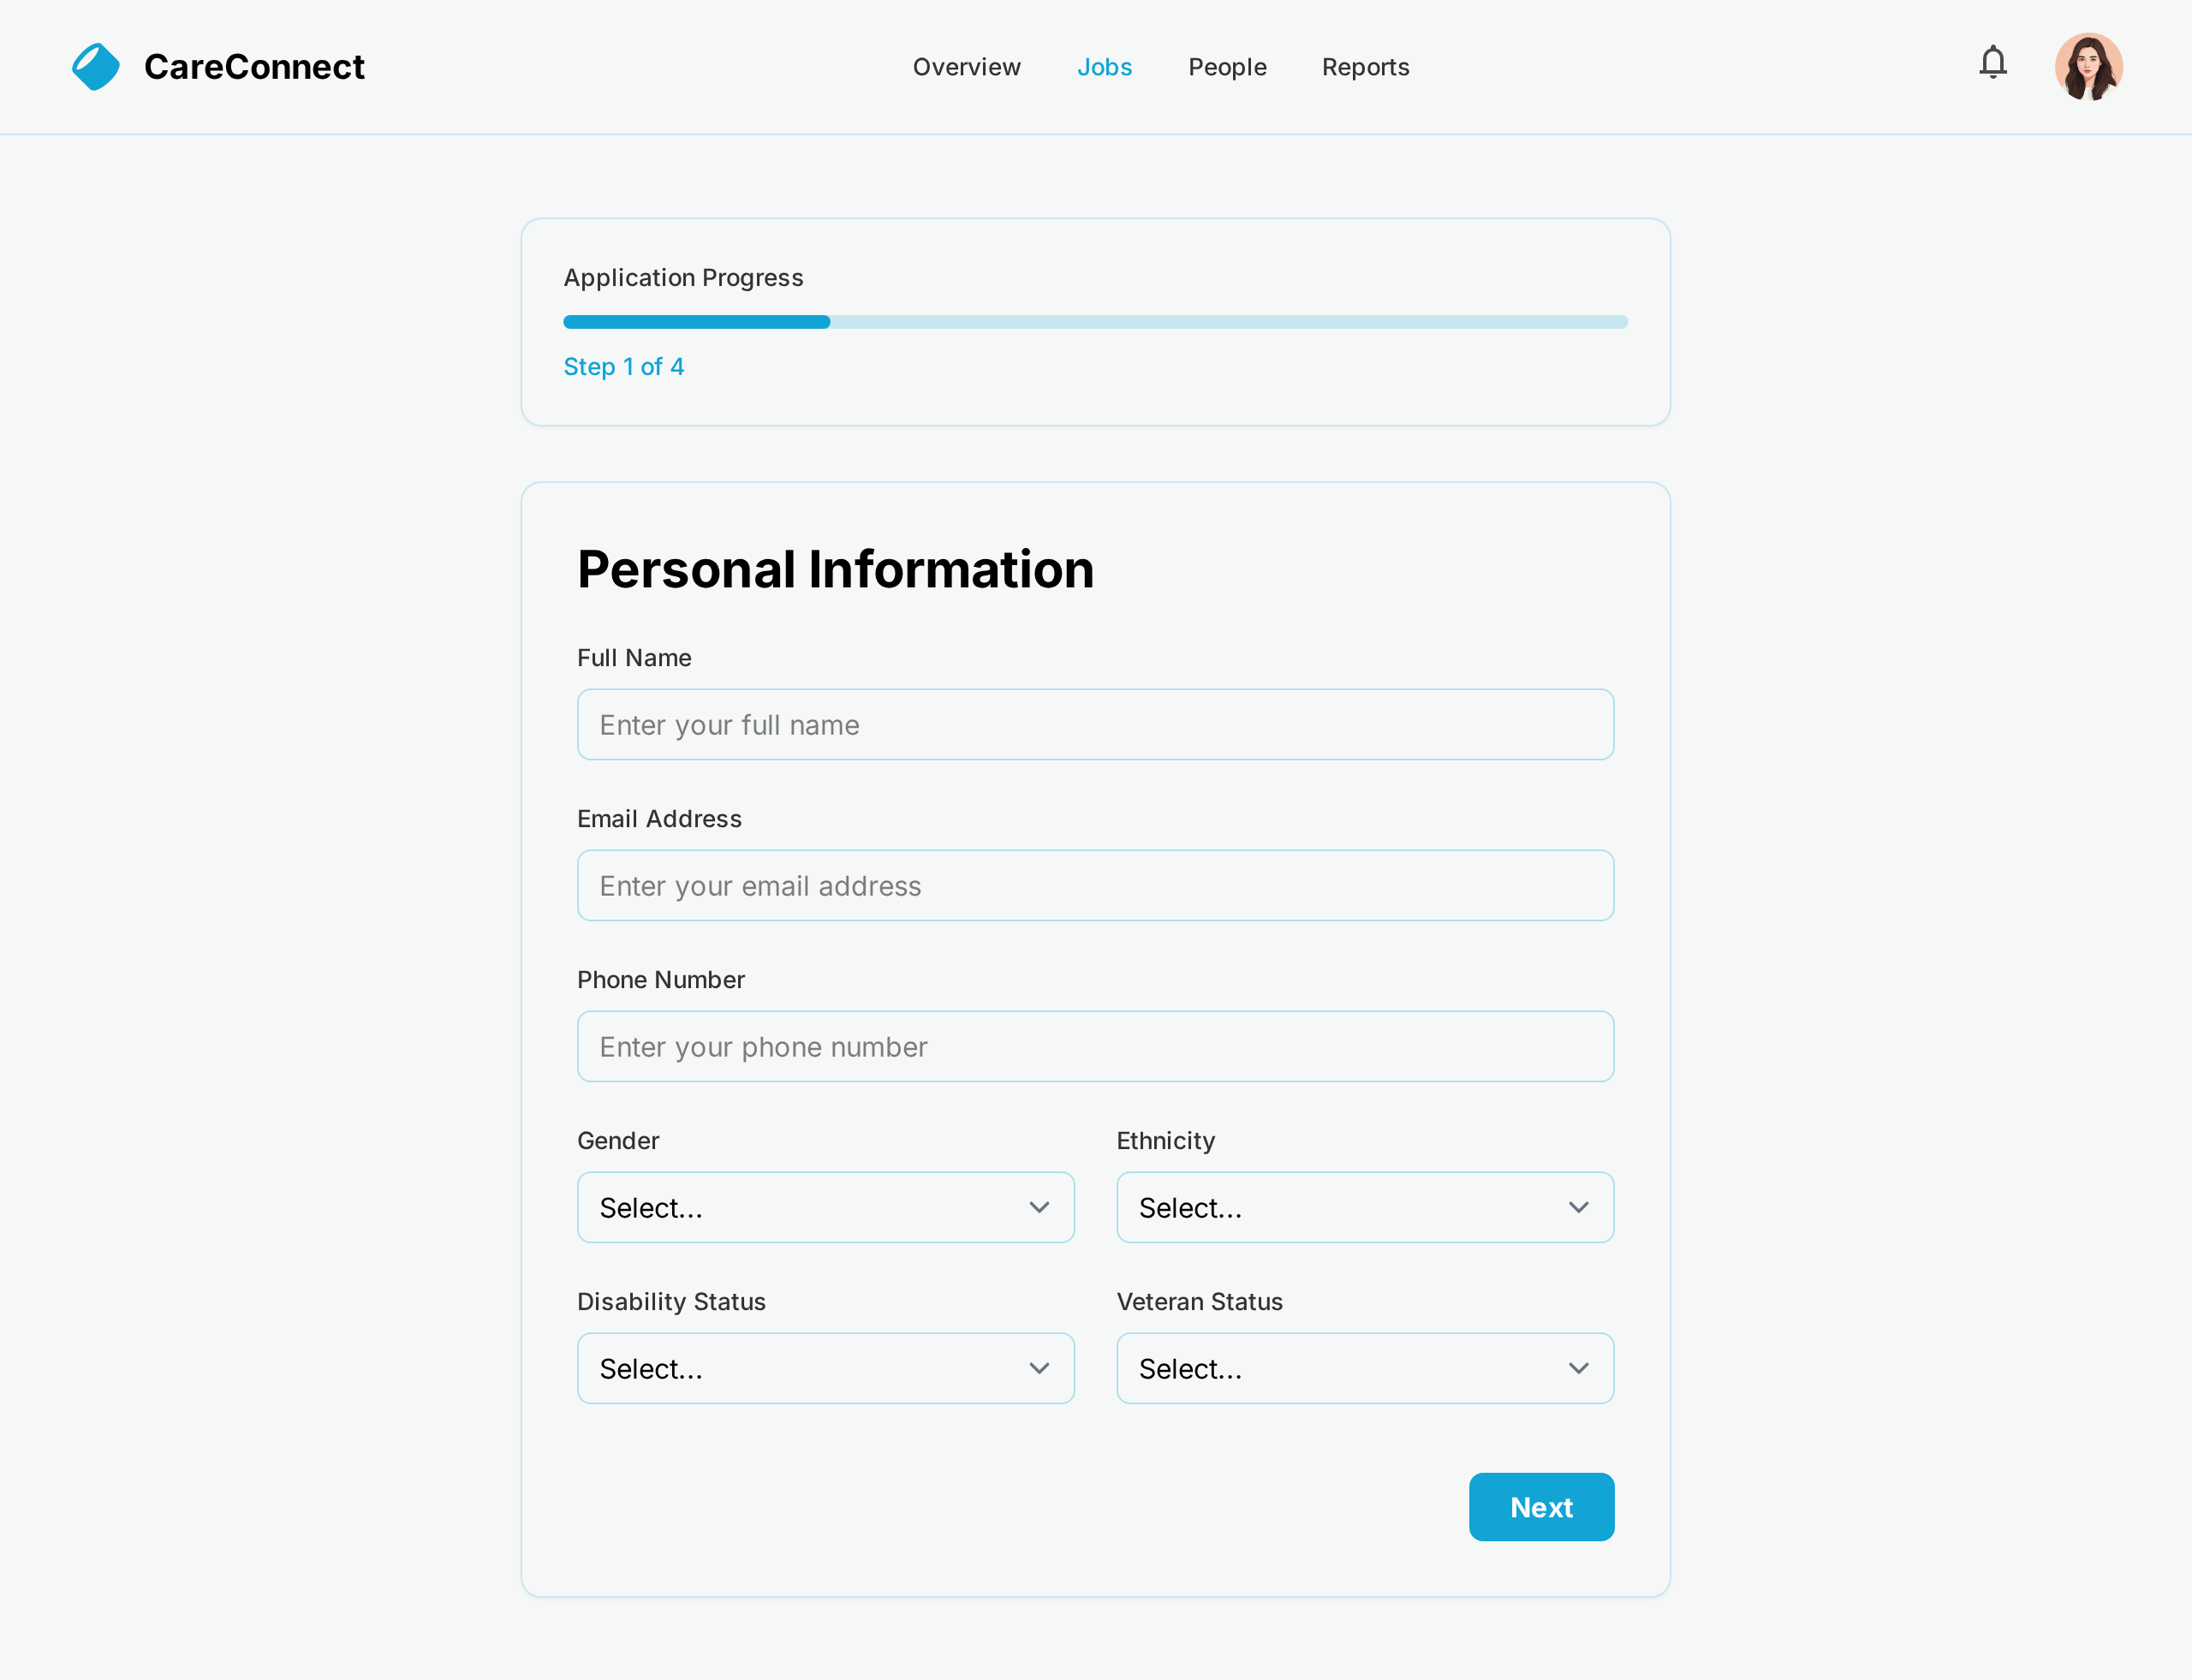 CareConnect
Overview Jobs People Reports
Application Progress
Step 1 of 4
Personal Information
Full Name
Enter your full name
Email Address
Enter your email address
Phone Number
Enter your phone number
Gender Ethnicity
Select... Select...
Disability Status Veteran Status
Select... Select...
Next